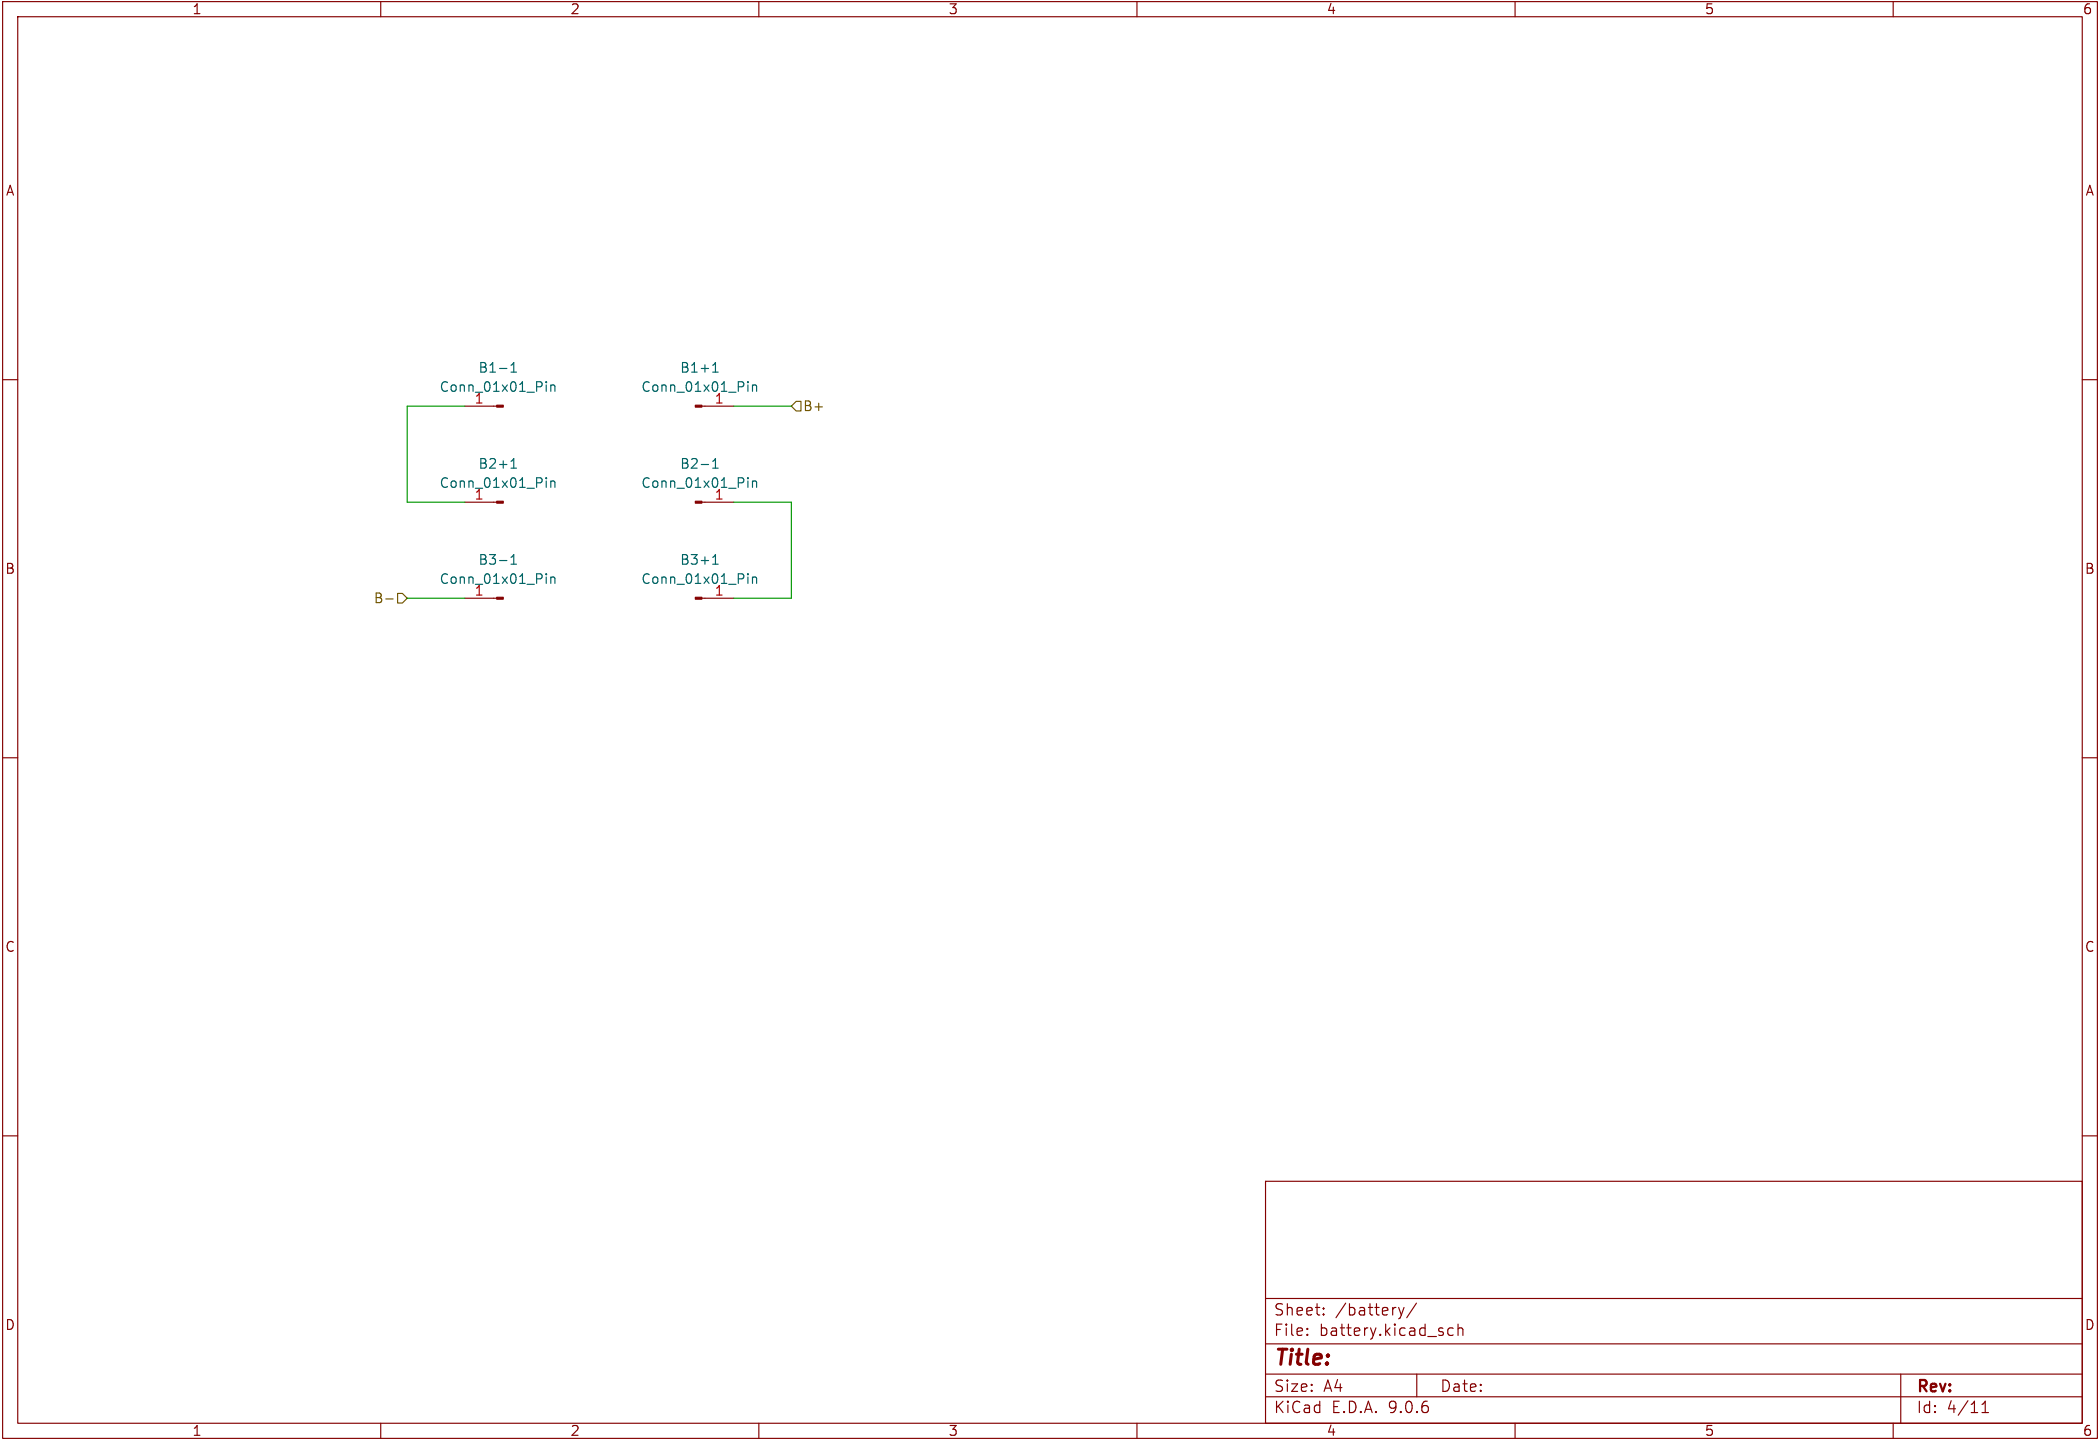 1 2 3 4 5 6
A A
B1-1 B1+1
Conn_01x01_Pin Conn_01x01_Pin
1 1 B+
B2+1 B2-1
Conn_01x01_Pin Conn_01x01_Pin
1 1
B3-1 B3+1
B B
Conn_01x01_Pin Conn_01x01_Pin
B- 1 1
C C
Sheet: /battery/
D D
File: battery.kicad_sch
Title:
Size: A4 Date: Rev:
KiCad E.D.A. 9.0.6 Id: 4/11
1 2 3 4 5 6